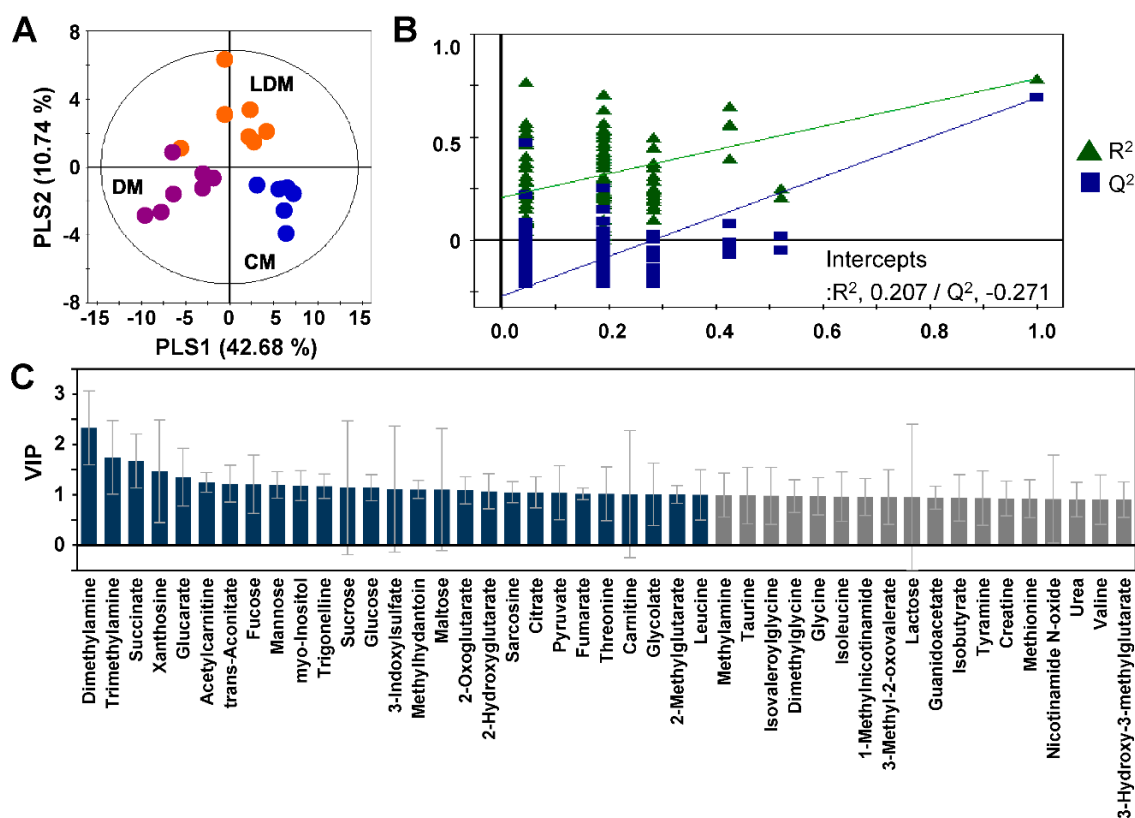 A
-15 -10 -5 0 5 10 15
8
4
0
-4
-8
PLS2 (10.74 %)
PLS1 (42.68 %)
LDM
DM
CM
B
1.0
0.5
0
0.0 0.2 0.4 0.6 0.8 1.0
Intercepts
:R², 0.207 / Q², -0.271
R²
Q²
C
VIP
3
2
1
0
Dimethylamine
Trimethylamine
Succinate
Xanthosine
Glucarate
Acetylcarnitine
trans-Aconitate
Fucose
Mannose
myo-Inositol
Trigonelline
Sucrose
Glucose
3-Indoxylsulfate
Methylhydantoin
Maltose
2-Oxoglutarate
2-Hydroxyglutarate
Sarcosine
Citrate
Pyruvate
Fumarate
Threonine
Carnitine
Glycolate
2-Methylglutarate
Leucine
Methylamine
Taurine
Isovaleroylglycine
Dimethylglycine
Glycine
Isoleucine
1-Methylnicotinamide
3-Methyl-2-oxovalerate
Lactose
Guanidoacetate
Isobutyrate
Tyramine
Creatine
Methionine
Nicotinamide N-oxide
Urea
Valine
3-Hydroxy-3-methylglutarate